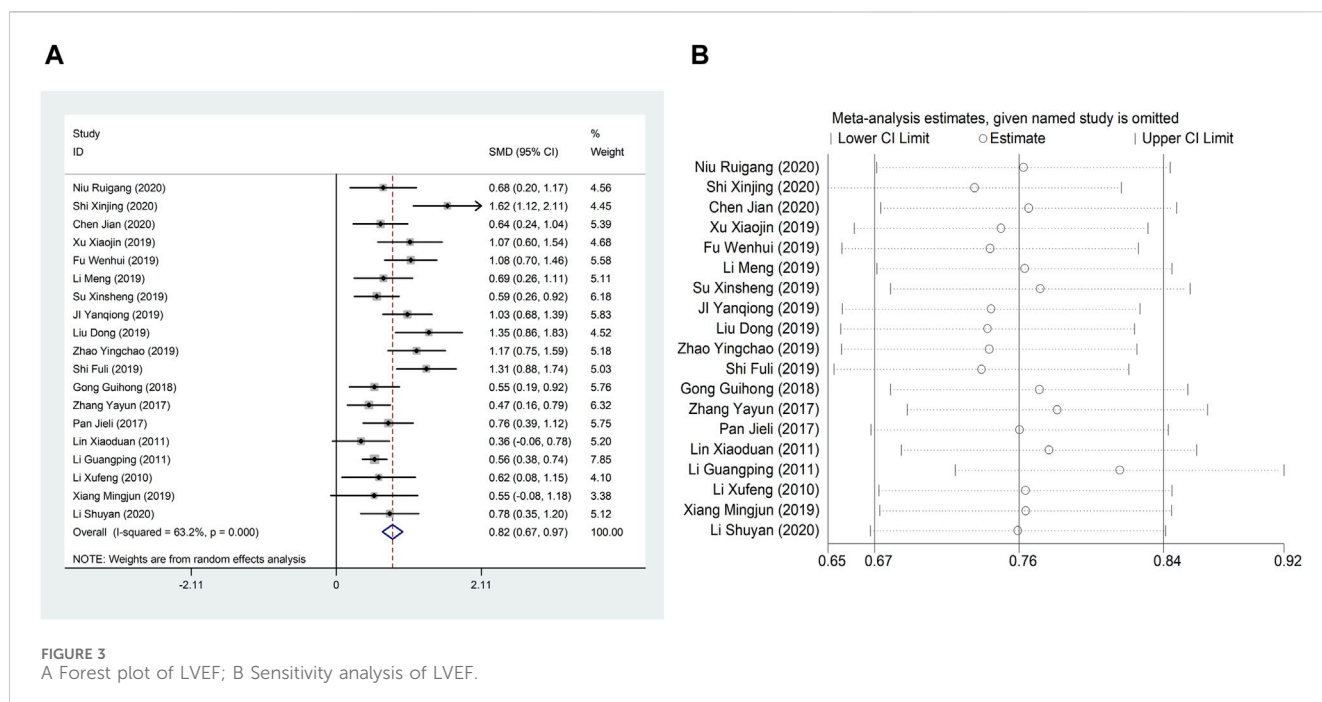 A
Study
ID
SMD (95% CI)
%
Weight
Niu Ruigang (2020) 0.68 (0.20, 1.17) 4.56
Shi Xinjing (2020) 1.62 (1.12, 2.11) 4.45
Chen Jian (2020) 0.64 (0.24, 1.04) 5.39
Xu Xiaojin (2019) 1.07 (0.60, 1.54) 4.68
Fu Wenhui (2019) 1.08 (0.70, 1.46) 5.58
Li Meng (2019) 0.69 (0.26, 1.11) 5.11
Su Xinsheng (2019) 0.59 (0.26, 0.92) 6.18
JI Yanqiong (2019) 1.03 (0.68, 1.39) 5.83
Liu Dong (2019) 1.35 (0.86, 1.83) 4.52
Zhao Yingchao (2019) 1.17 (0.75, 1.59) 5.18
Shi Fuli (2019) 1.31 (0.88, 1.74) 5.03
Gong Guihong (2018) 0.55 (0.19, 0.92) 5.76
Zhang Yayun (2017) 0.47 (0.16, 0.79) 6.32
Pan Jieli (2017) 0.76 (0.39, 1.12) 5.75
Lin Xiaoduan (2011) 0.36 (-0.06, 0.78) 5.20
Li Guangping (2011) 0.56 (0.38, 0.74) 7.85
Li Xufeng (2010) 0.62 (0.08, 1.15) 4.10
Xiang Mingjun (2019) 0.55 (-0.08, 1.18) 3.38
Li Shuyan (2020) 0.78 (0.35, 1.20) 5.12
Overall (I-squared = 63.2%, p = 0.000) 0.82 (0.67, 0.97) 100.00
NOTE: Weights are from random effects analysis
-2.11 0 2.11
B
Meta-analysis estimates, given named study is omitted
Lower CI Limit Estimate Upper CI Limit
Niu Ruigang (2020)
Shi Xinjing (2020)
Chen Jian (2020)
Xu Xiaojin (2019)
Fu Wenhui (2019)
Li Meng (2019)
Su Xinsheng (2019)
JI Yanqiong (2019)
Liu Dong (2019)
Zhao Yingchao (2019)
Shi Fuli (2019)
Gong Guihong (2018)
Zhang Yayun (2017)
Pan Jieli (2017)
Lin Xiaoduan (2011)
Li Guangping (2011)
Li Xufeng (2010)
Xiang Mingjun (2019)
Li Shuyan (2020)
0.65 0.67 0.76 0.84 0.92
FIGURE 3
A Forest plot of LVEF; B Sensitivity analysis of LVEF.